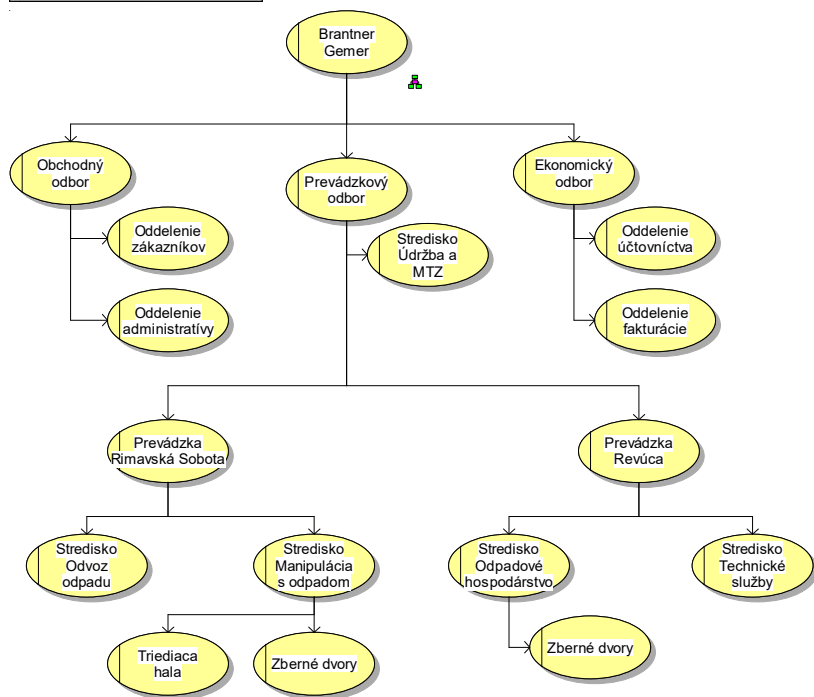 Brantner
Gemer
Obchodný
odbor
Prevádzkový
odbor
Ekonomický
odbor
Oddelenie
zákazníkov
Stredisko
Údržba a
MTZ
Oddelenie
účtovníctva
Oddelenie
administratívy
Oddelenie
fakturácie
Prevádzka
Rimavská Sobota
Prevádzka
Revúca
Stredisko
Odvoz
odpadu
Stredisko
Manipulácia
s odpadom
Stredisko
Odpadové
hospodárstvo
Stredisko
Technické
služby
Triediaca
hala
Zberné dvory
Zberné dvory